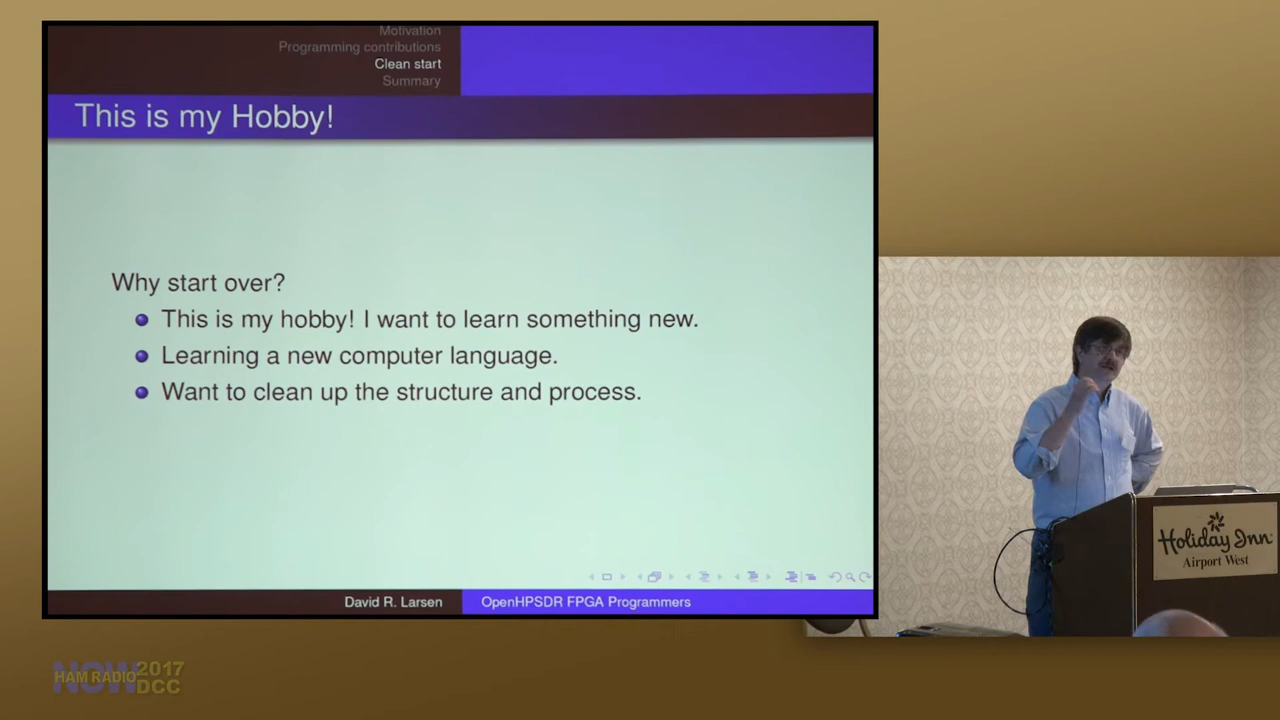 Motivation
Programming contributions
Clean start
Summary
This is my Hobby!
Why start over?
This is my hobby! I want to learn something new.
Learning a new computer language.
Want to clean up the structure and process.
David R. Larsen
OpenHPSDR FPGA Programmers
Holiday Inn
Airport West
NOW
HAM RADIO
2017
DCC